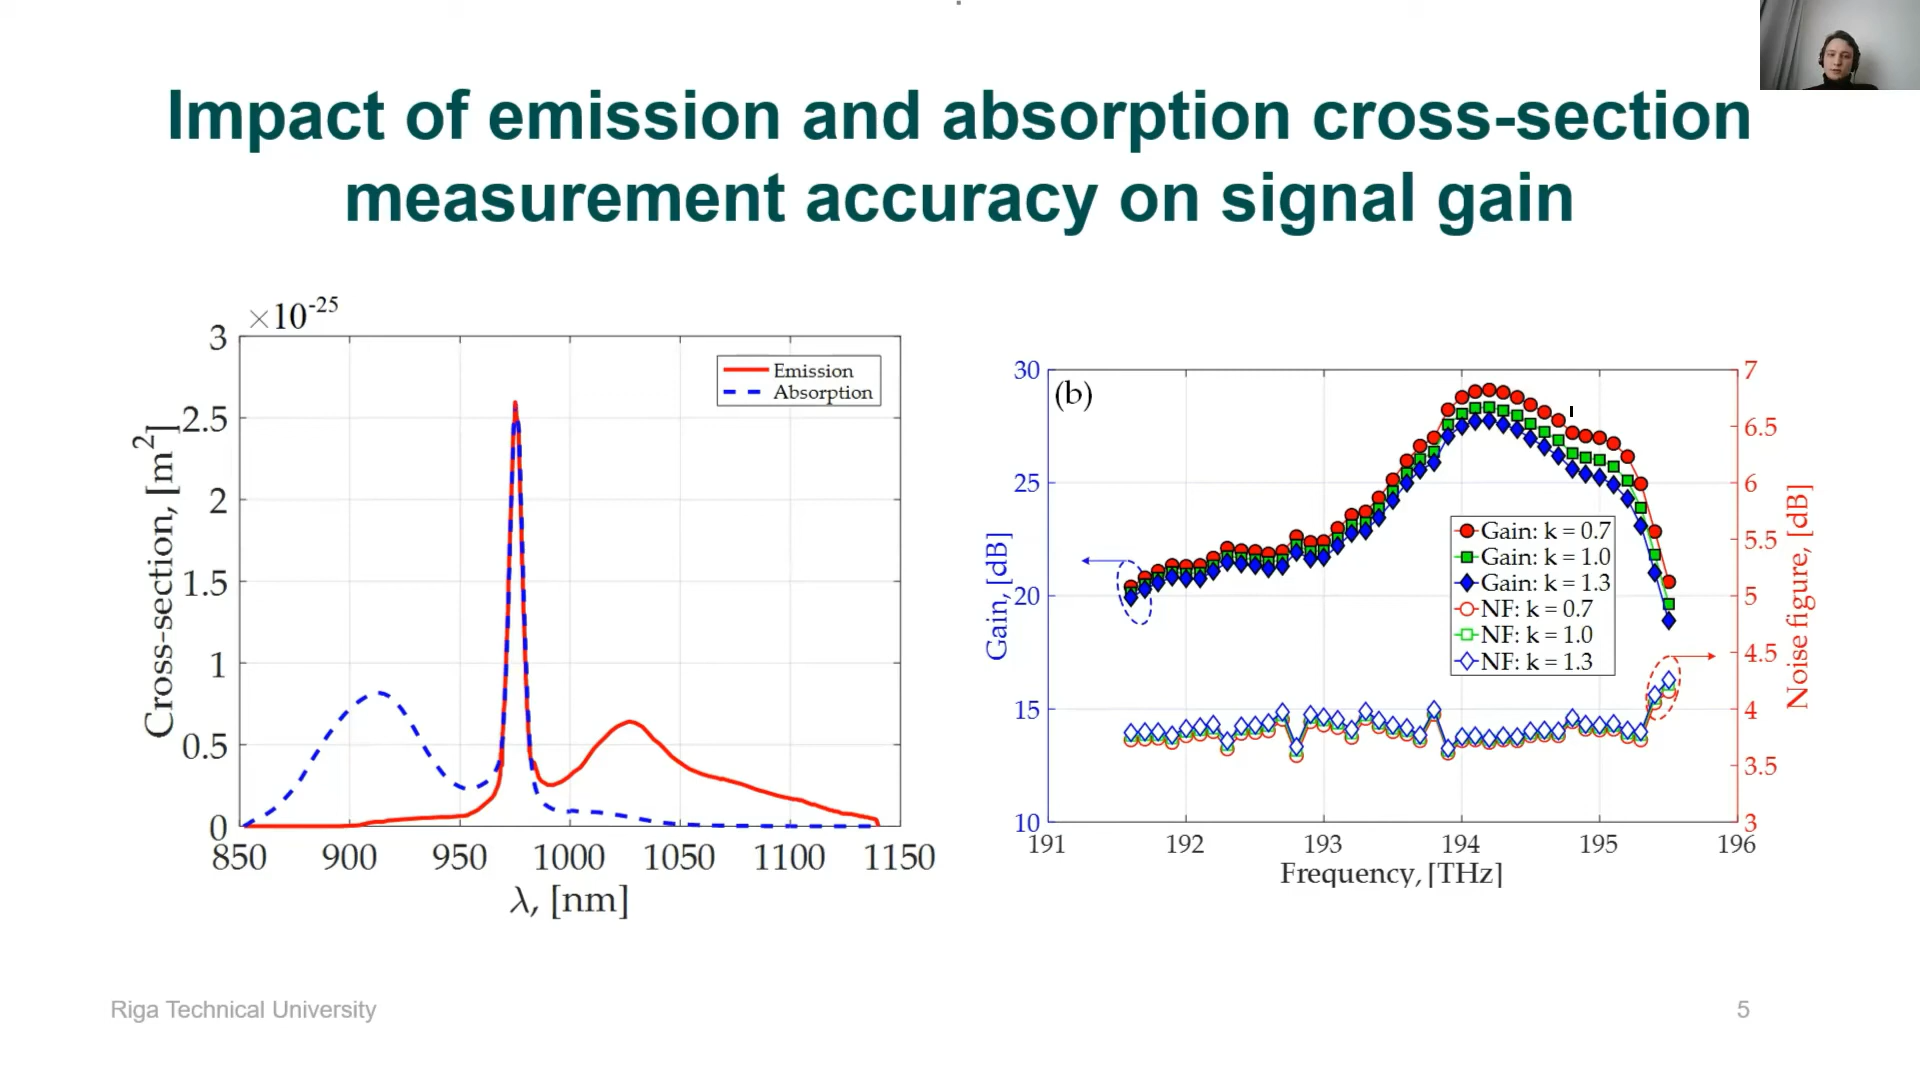 Impact of emission and absorption cross-section
measurement accuracy on signal gain
×10-25
3
2.5
2
1.5
1
0.5
0
850 900 950 1000 1050 1100 1150
Cross-section, [m2]
λ, [nm]
Emission
Absorption
(b)
30
25
20
15
10
Gain, [dB]
7
6.5
6
5.5
5
4.5
4
3.5
3
Noise figure, [dB]
Gain: k = 0.7
Gain: k = 1.0
Gain: k = 1.3
NF: k = 0.7
NF: k = 1.0
NF: k = 1.3
191 192 193 194 195 196
Frequency, [THz]
Riga Technical University
5